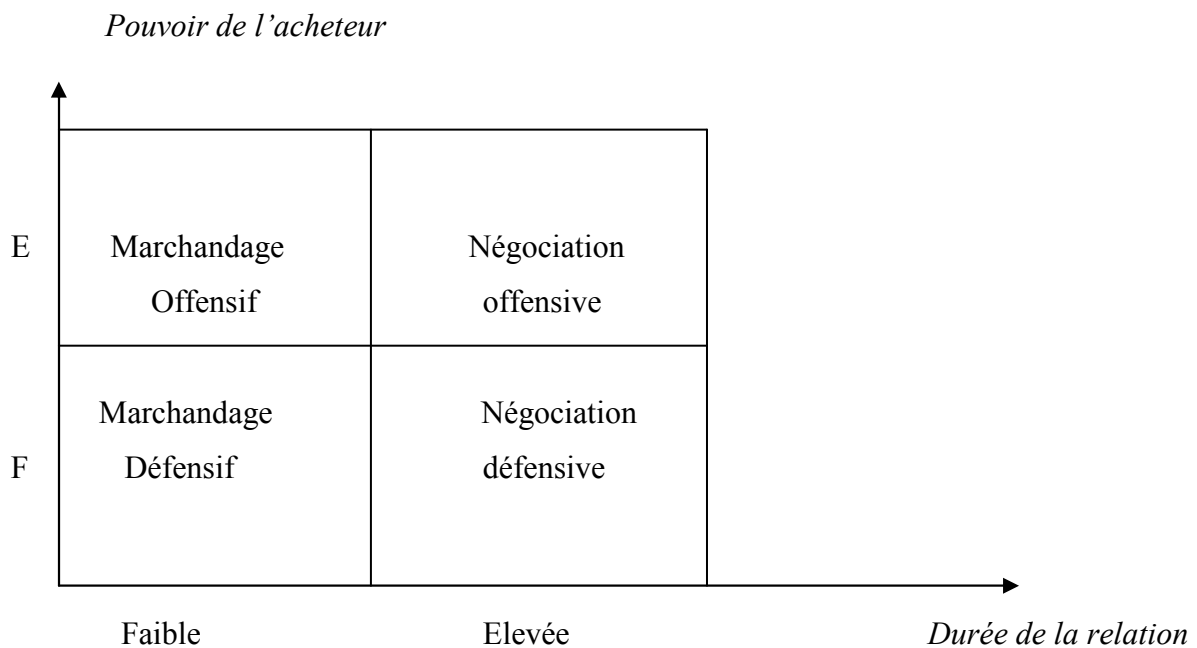 Pouvoir de l’acheteur
E Marchandage Négociation
Offensif offensive
Marchandage Négociation
F Défensif défensive
Faible Elevée Durée de la relation